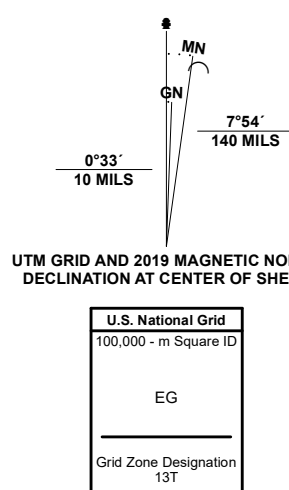 MN
GN
7°54´
140 MILS
0°33´
10 MILS
UTM GRID AND 2019 MAGNETIC NO
DECLINATION AT CENTER OF SHE
U.S. National Grid
100,000 - m Square ID
EG
Grid Zone Designation
13T